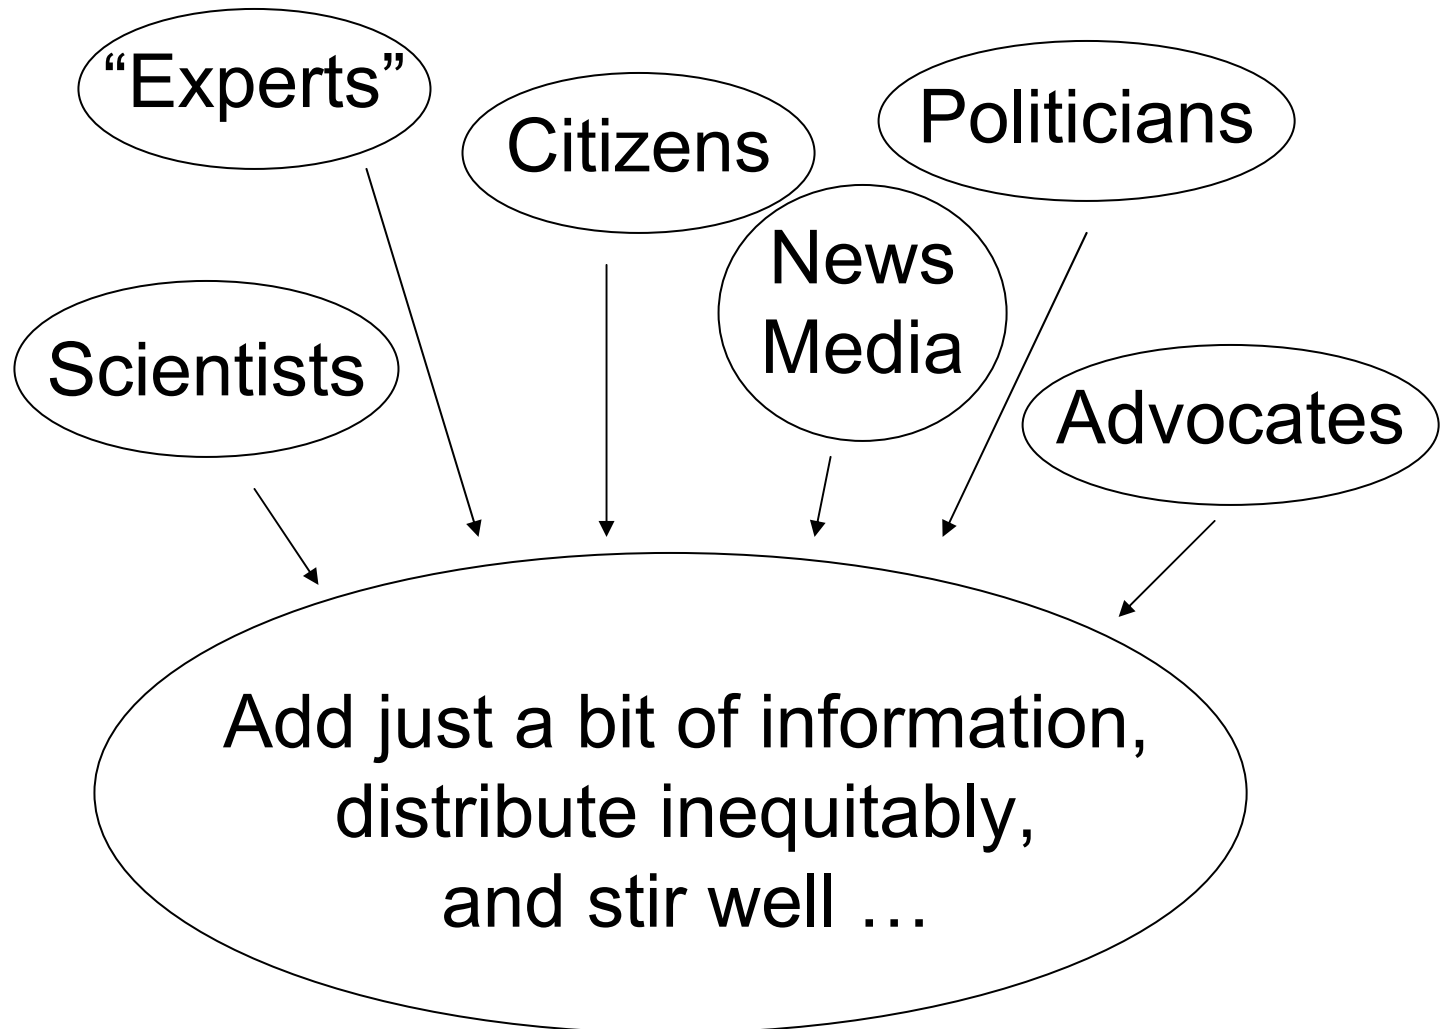 “Experts”
Citizens
Politicians
News
Media
Scientists
Advocates
Add just a bit of information,
distribute inequitably,
and stir well …